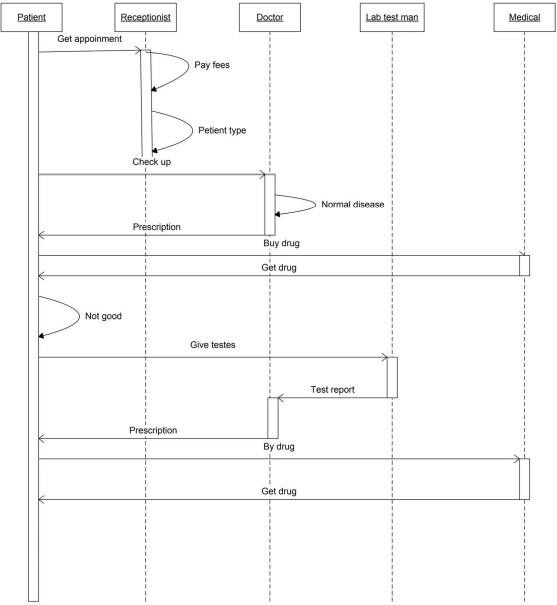 Patient
Receptionist
Doctor
Lab test man
Medical
Get appoinment
Pay fees
Petient type
Check up
Normal disease
Prescription
Buy drug
Get drug
Not good
Give testes
Test report
Prescription
By drug
Get drug